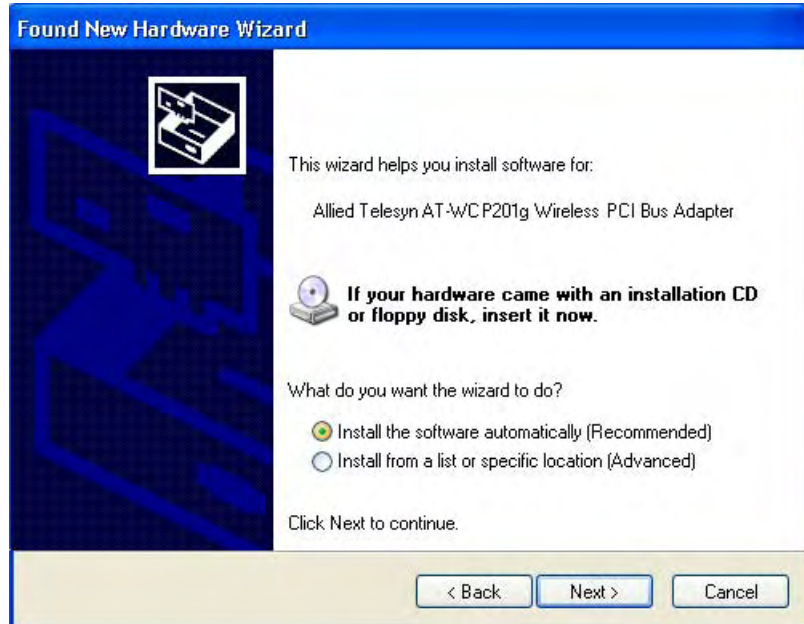 Found New Hardware Wizard
This wizard helps you install software for:
Allied Telesyn AT-WCP201g Wireless PCI Bus Adapter
If your hardware came with an installation CD
or floppy disk, insert it now.
What do you want the wizard to do?
Install the software automatically (Recommended)
Install from a list or specific location (Advanced)
Click Next to continue.
< Back Next > Cancel